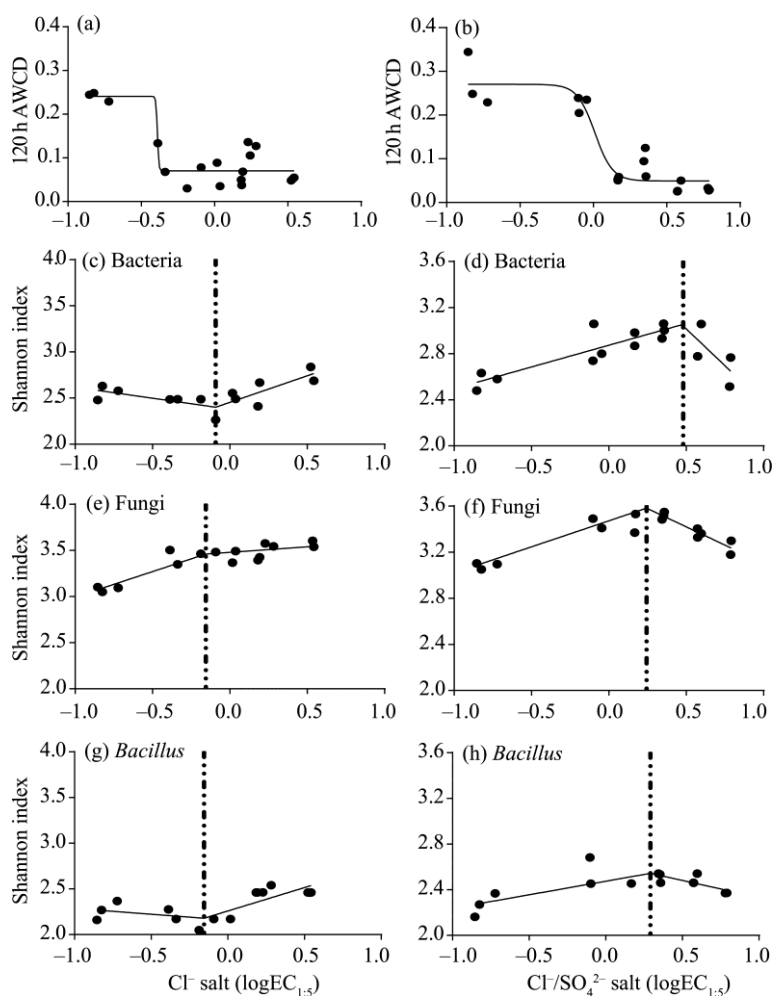 (a)
(b)
120 h AWCD
0.4
0.3
0.2
0.1
0.0
−1.0 −0.5 0.0 0.5 1.0
120 h AWCD
0.4
0.3
0.2
0.1
0.0
−1.0 −0.5 0.0 0.5 1.0
(c) Bacteria
Shannon index
4.0
3.5
3.0
2.5
2.0
−1.0 −0.5 0.0 0.5 1.0
(d) Bacteria
3.6
3.2
2.8
2.4
2.0
−1.0 −0.5 0.0 0.5 1.0
(e) Fungi
Shannon index
4.0
3.5
3.0
2.5
2.0
−1.0 −0.5 0.0 0.5 1.0
(f) Fungi
3.6
3.2
2.8
2.4
2.0
−1.0 −0.5 0.0 0.5 1.0
(g) Bacillus
Shannon index
4.0
3.5
3.0
2.5
2.0
−1.0 −0.5 0.0 0.5 1.0
Cl⁻ salt (logEC₁:₅)
(h) Bacillus
3.6
3.2
2.8
2.4
2.0
−1.0 −0.5 0.0 0.5 1.0
Cl⁻/SO₄²⁻ salt (logEC₁:₅)